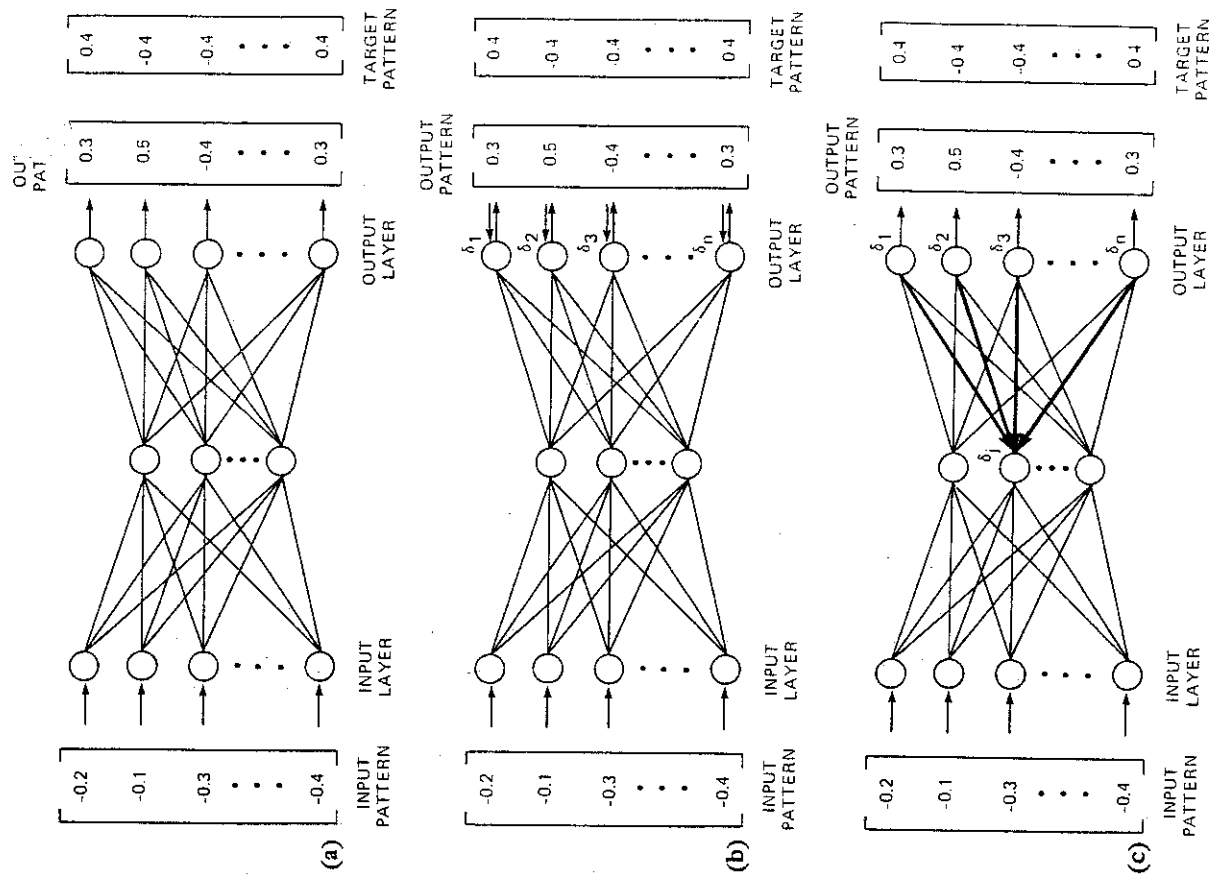 OU
PAT
-0.2
-0.1
-0.3
-0.4
0.3
0.5
-0.4
0.3
0.4
-0.4
-0.4
0.4
(a)
INPUT
PATTERN
INPUT
LAYER
OUTPUT
LAYER
TARGET
PATTERN
OUTPUT
PATTERN
-0.2
-0.1
-0.3
-0.4
δ1
δ2
δ3
δn
0.3
0.5
-0.4
0.3
0.4
-0.4
-0.4
0.4
(b)
INPUT
PATTERN
INPUT
LAYER
OUTPUT
LAYER
TARGET
PATTERN
OUTPUT
PATTERN
-0.2
-0.1
-0.3
-0.4
δj
δ1
δ2
δ3
δn
0.3
0.5
-0.4
0.3
0.4
-0.4
-0.4
0.4
(c)
INPUT
PATTERN
INPUT
LAYER
OUTPUT
LAYER
TARGET
PATTERN